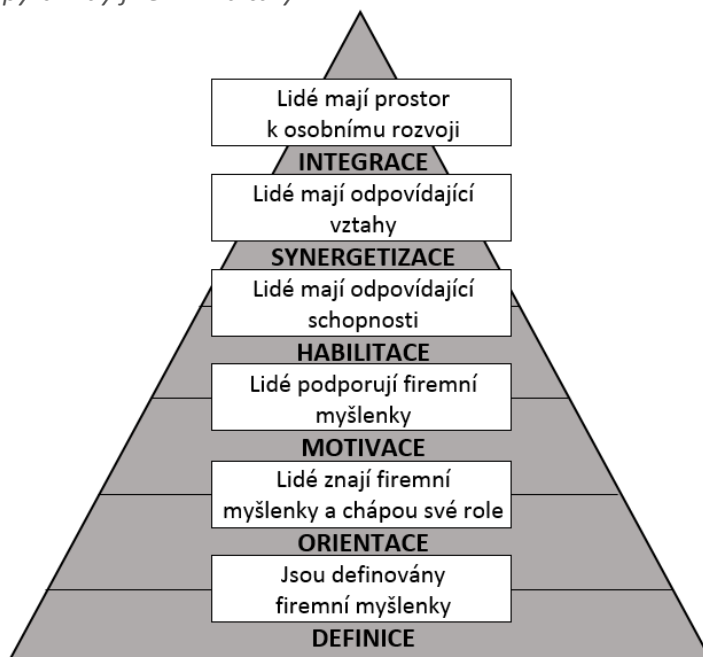 Lidé mají prostor
k osobnímu rozvoji
INTEGRACE
Lidé mají odpovídající
vztahy
SYNERGETIZACE
Lidé mají odpovídající
schopnosti
HABILITACE
Lidé podporují firemní
myšlenky
MOTIVACE
Lidé znají firemní
myšlenky a chápou své role
ORIENTACE
Jsou definovány
firemní myšlenky
DEFINICE